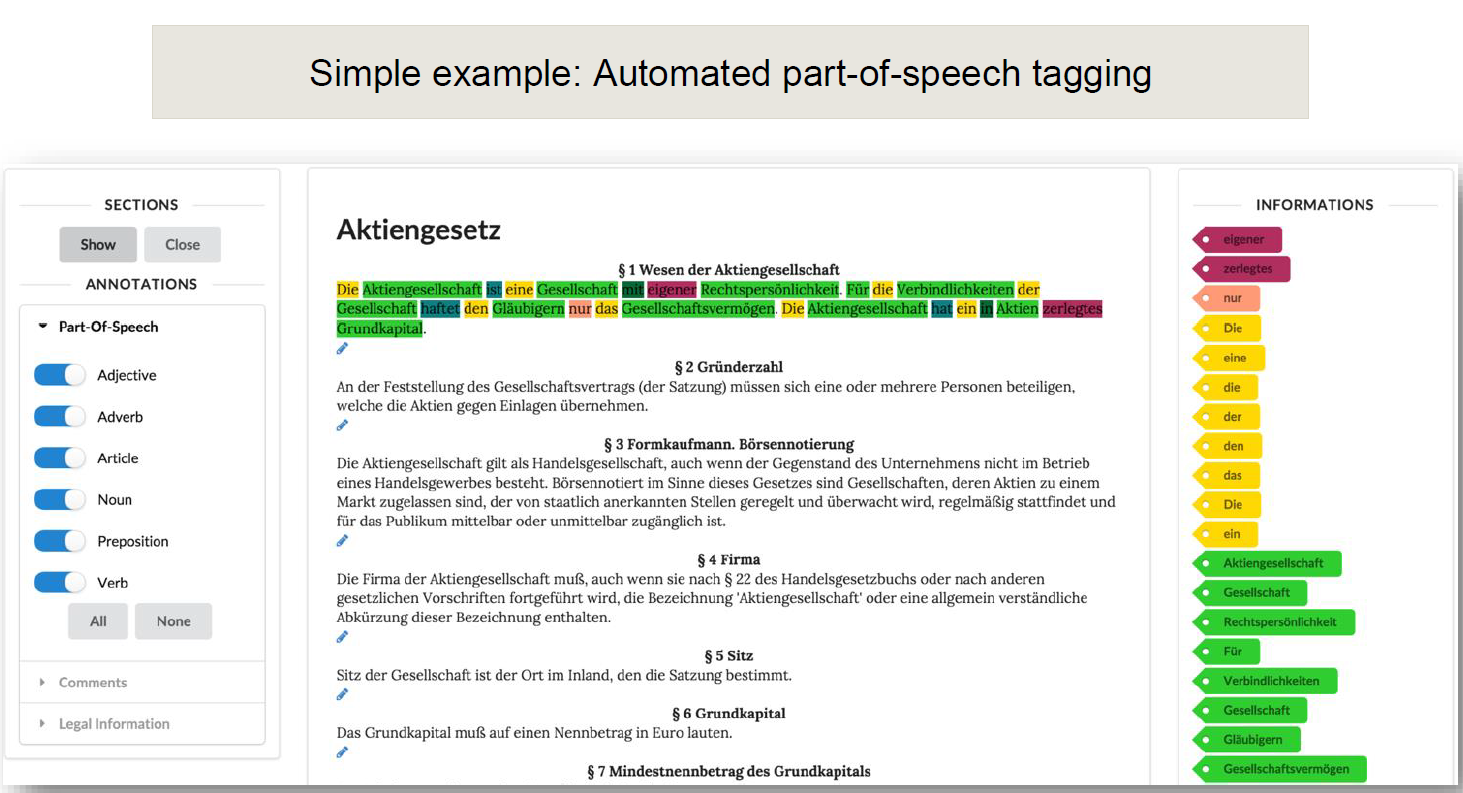 Simple example: Automated part-of-speech tagging
SECTIONS
Show Close
ANNOTATIONS
Part-Of-Speech
Adjective
Adverb
Article
Noun
Preposition
Verb
All None
Comments
Legal Information
Aktiengesetz
§ 1 Wesen der Aktiengesellschaft
Die Aktiengesellschaft ist eine Gesellschaft mit eigener Rechtspersönlichkeit. Für die Verbindlichkeiten der
Gesellschaft haftet den Gläubigern nur das Gesellschaftsvermögen. Die Aktiengesellschaft hat ein in Aktien zerlegtes
Grundkapital.
§ 2 Gründerzahl
An der Feststellung des Gesellschaftsvertrags (der Satzung) müssen sich eine oder mehrere Personen beteiligen,
welche die Aktien gegen Einlagen übernehmen.
§ 3 Formkaufmann. Börsennotierung
Die Aktiengesellschaft gilt als Handelsgesellschaft, auch wenn der Gegenstand des Unternehmens nicht im Betrieb
eines Handelsgewerbes besteht. Börsennotiert im Sinne dieses Gesetzes sind Gesellschaften, deren Aktien zu einem
Markt zugelassen sind, der von staatlich anerkannten Stellen geregelt und überwacht wird, regelmäßig stattfindet und
für das Publikum mittelbar oder unmittelbar zugänglich ist.
§ 4 Firma
Die Firma der Aktiengesellschaft muß, auch wenn sie nach § 22 des Handelsgesetzbuchs oder nach anderen
gesetzlichen Vorschriften fortgeführt wird, die Bezeichnung 'Aktiengesellschaft' oder eine allgemein verständliche
Abkürzung dieser Bezeichnung enthalten.
§ 5 Sitz
Sitz der Gesellschaft ist der Ort im Inland, den die Satzung bestimmt.
§ 6 Grundkapital
Das Grundkapital muß auf einen Nennbetrag in Euro lauten.
§ 7 Mindestnennbetrag des Grundkapitals
INFORMATIONS
eigener
zerlegtes
nur
Die
eine
die
der
den
das
Die
ein
Aktiengesellschaft
Gesellschaft
Rechtspersönlichkeit
Für
Verbindlichkeiten
Gesellschaft
Gläubigern
Gesellschaftsvermögen